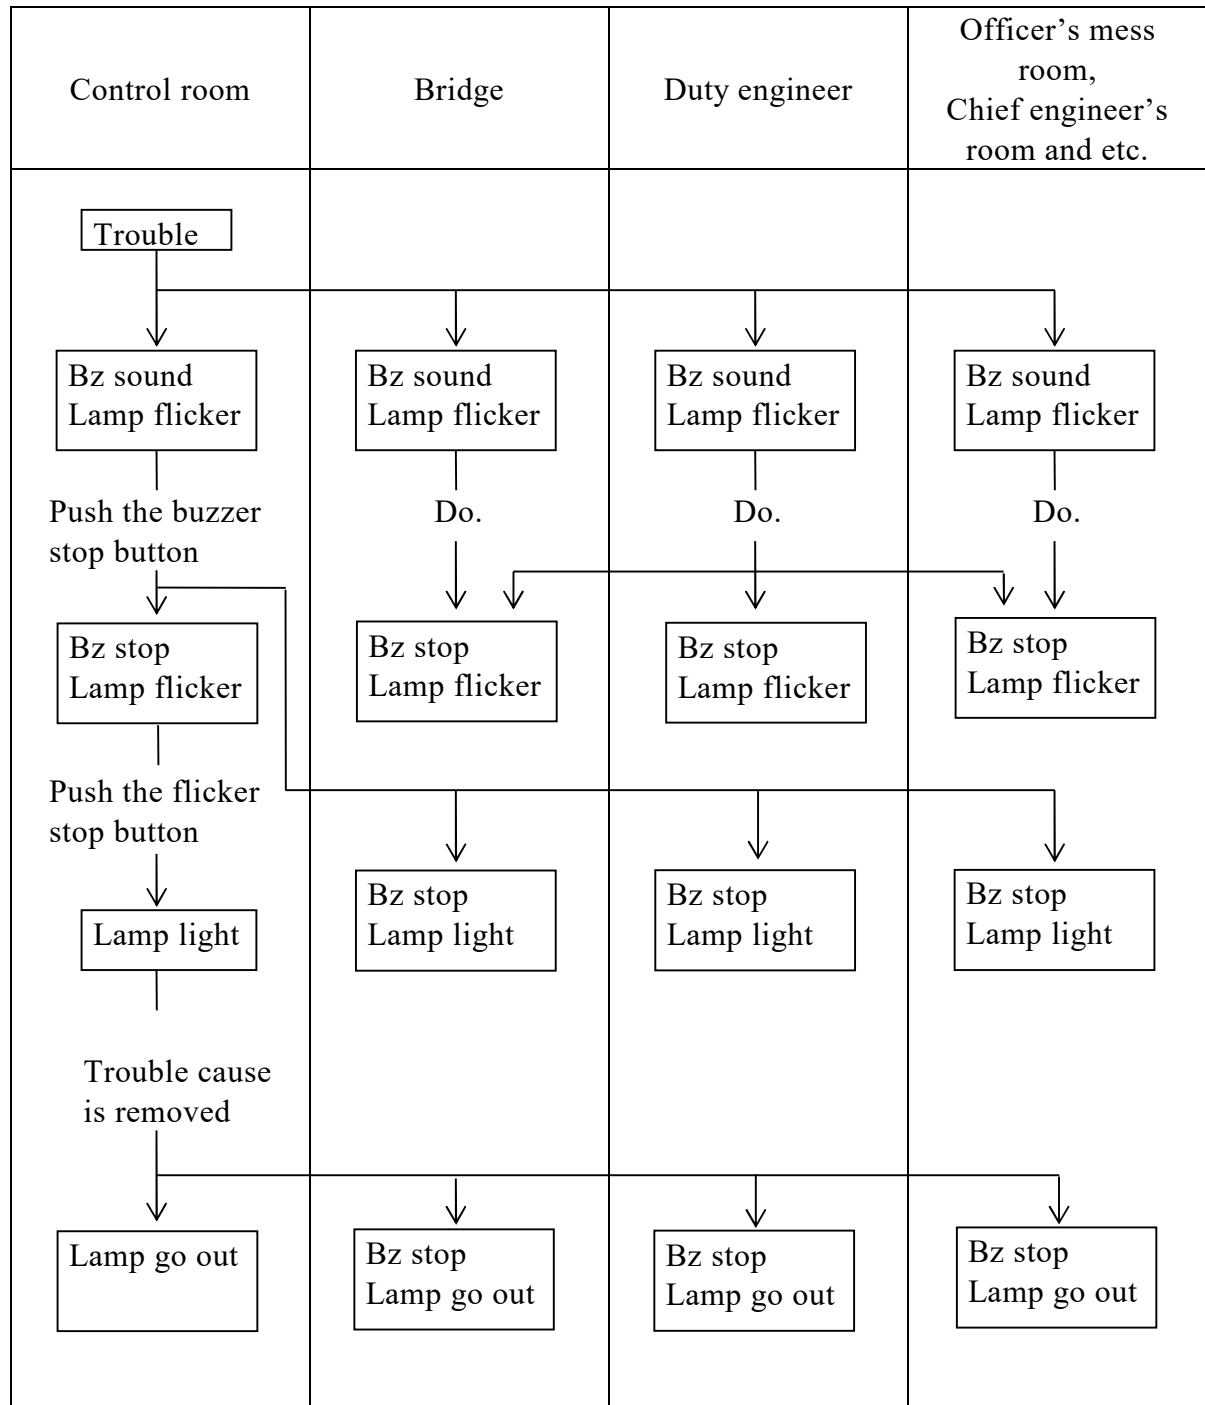 Control room
Bridge
Duty engineer
Officer’s mess
room,
Chief engineer’s
room and etc.
Trouble
Bz sound
Lamp flicker
Bz sound
Lamp flicker
Bz sound
Lamp flicker
Bz sound
Lamp flicker
Push the buzzer
stop button
Do.
Do.
Do.
Bz stop
Lamp flicker
Bz stop
Lamp flicker
Bz stop
Lamp flicker
Bz stop
Lamp flicker
Push the flicker
stop button
Lamp light
Bz stop
Lamp light
Bz stop
Lamp light
Bz stop
Lamp light
Trouble cause
is removed
Lamp go out
Bz stop
Lamp go out
Bz stop
Lamp go out
Bz stop
Lamp go out